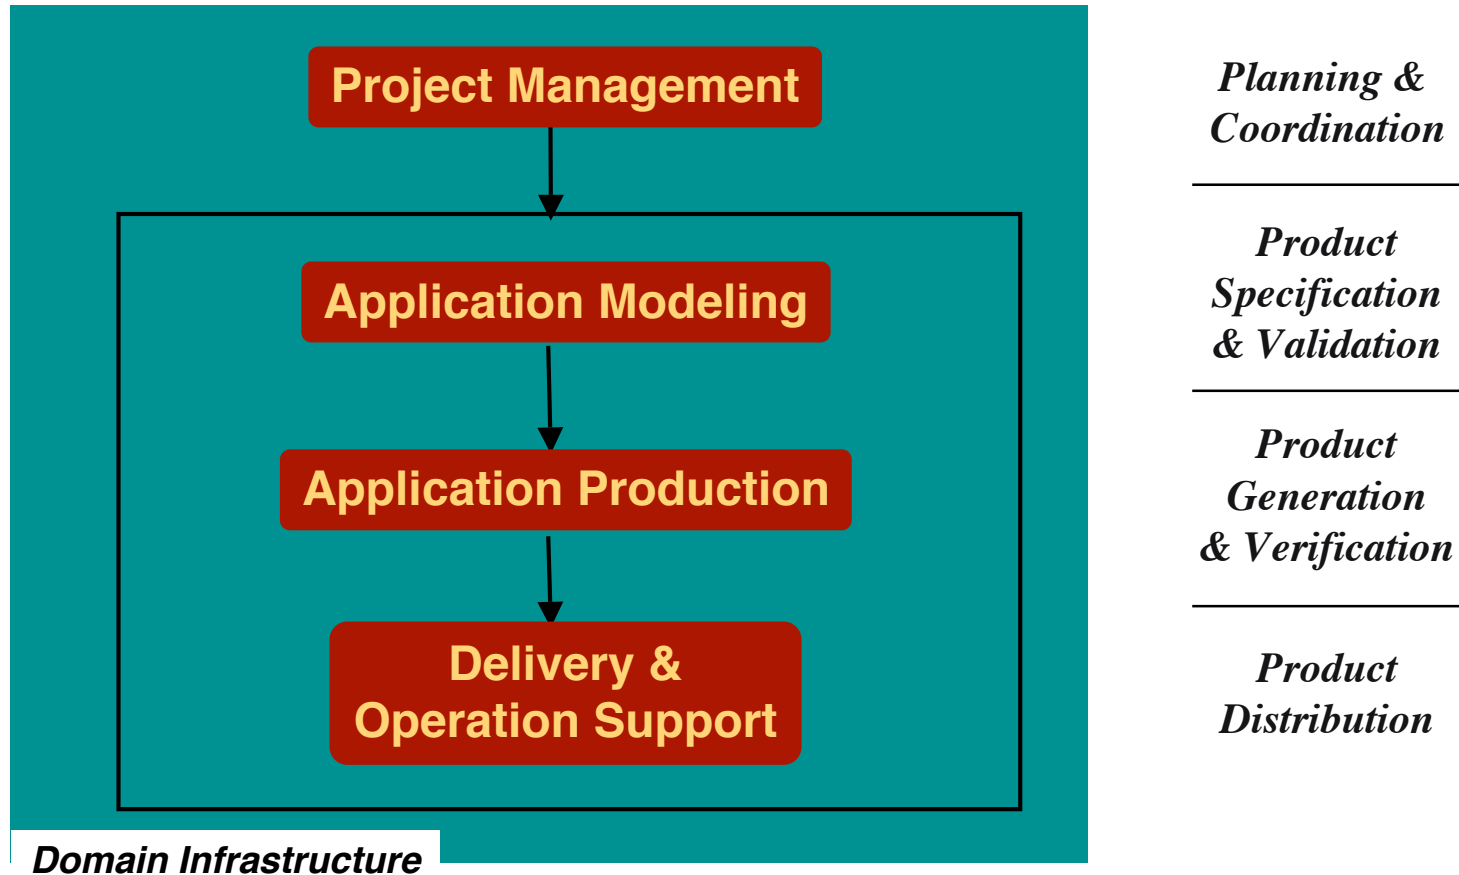 Project Management
Planning &
Coordination
Application Modeling
Product
Specification
& Validation
Application Production
Product
Generation
& Verification
Delivery &
Operation Support
Product
Distribution
Domain Infrastructure